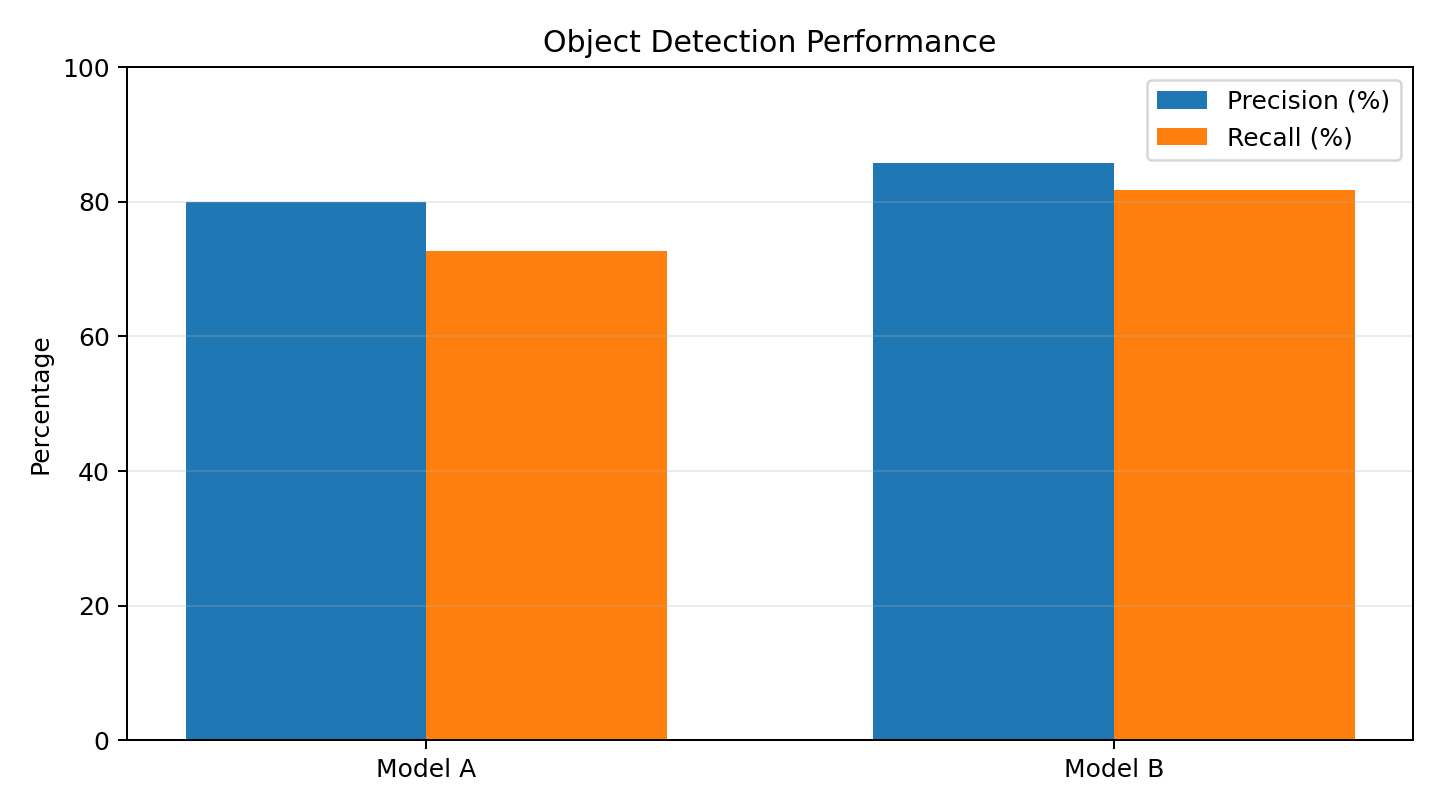 Object Detection Performance
Precision (%)
Recall (%)
Percentage
100
80
60
40
20
0
Model A
Model B